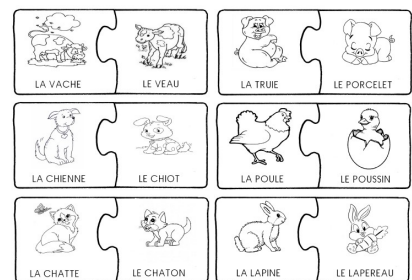 LA VACHE LE VEAU LA TRUIE LE PORCELET
LA CHIENNE LE CHIOT LA POULE LE POUSSIN
LA CHATTE LE CHATON LA LAPINE LE LAPEREAU